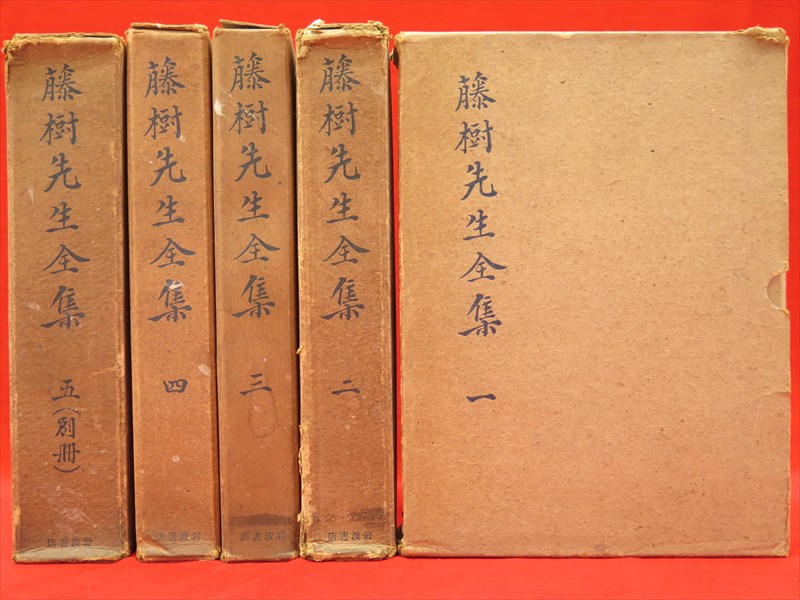 藤樹先生全集 一
藤樹先生全集 二
岩波書店
藤樹先生全集 三
岩波書店
藤樹先生全集 四
岩波書店
藤樹先生全集 五(別冊)
岩波書店